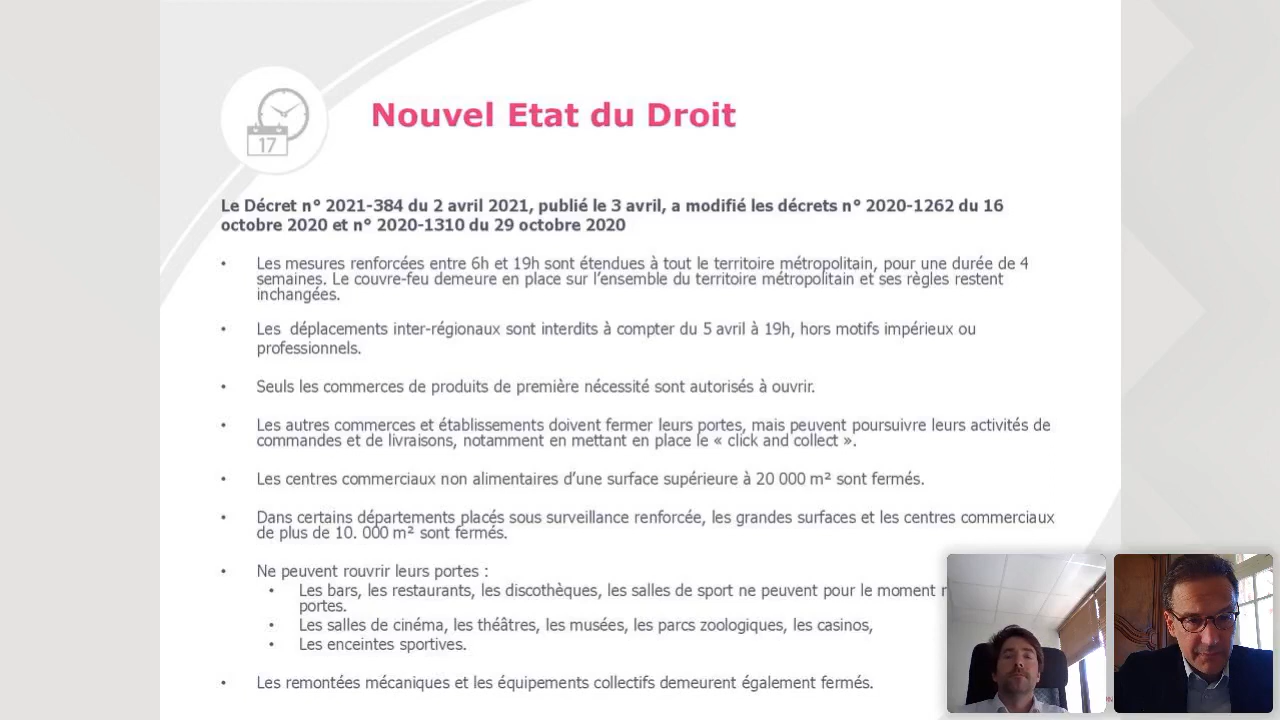 17
Nouvel Etat du Droit
Le Décret n° 2021-384 du 2 avril 2021, publié le 3 avril, a modifié les décrets n° 2020-1262 du 16
octobre 2020 et n° 2020-1310 du 29 octobre 2020
• Les mesures renforcées entre 6h et 19h sont étendues à tout le territoire métropolitain, pour une durée de 4
semaines. Le couvre-feu demeure en place sur l'ensemble du territoire métropolitain et ses règles restent
inchangées.
• Les déplacements inter-régionaux sont interdits à compter du 5 avril à 19h, hors motifs impérieux ou
professionnels.
• Seuls les commerces de produits de première nécessité sont autorisés à ouvrir.
• Les autres commerces et établissements doivent fermer leurs portes, mais peuvent poursuivre leurs activités de
commandes et de livraisons, notamment en mettant en place le « click and collect ».
• Les centres commerciaux non alimentaires d'une surface supérieure à 20 000 m² sont fermés.
• Dans certains départements placés sous surveillance renforcée, les grandes surfaces et les centres commerciaux
de plus de 10. 000 m² sont fermés.
• Ne peuvent rouvrir leurs portes :
• Les bars, les restaurants, les discothèques, les salles de sport ne peuvent pour le moment
portes.
• Les salles de cinéma, les théâtres, les musées, les parcs zoologiques, les casinos,
• Les enceintes sportives.
• Les remontées mécaniques et les équipements collectifs demeurent également fermés.